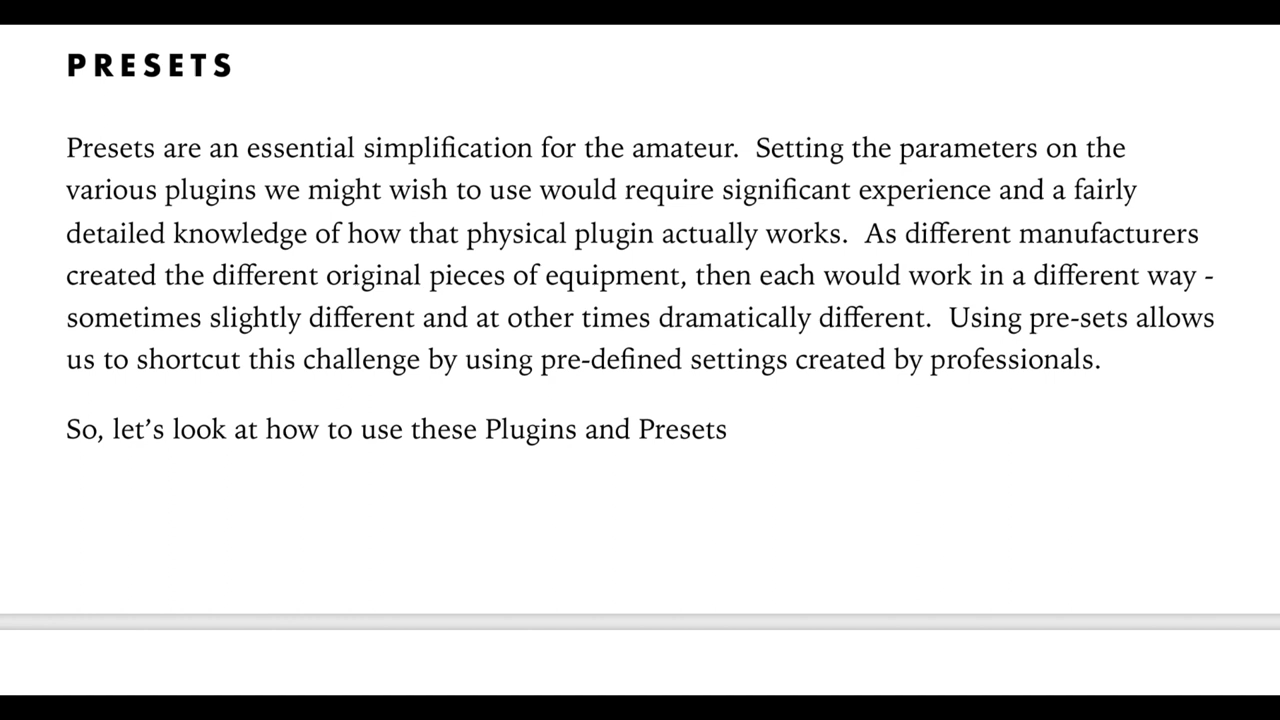 PRESETS
Presets are an essential simplification for the amateur.  Setting the parameters on the
various plugins we might wish to use would require significant experience and a fairly
detailed knowledge of how that physical plugin actually works.  As different manufacturers
created the different original pieces of equipment, then each would work in a different way -
sometimes slightly different and at other times dramatically different.  Using pre-sets allows
us to shortcut this challenge by using pre-defined settings created by professionals.
So, let’s look at how to use these Plugins and Presets